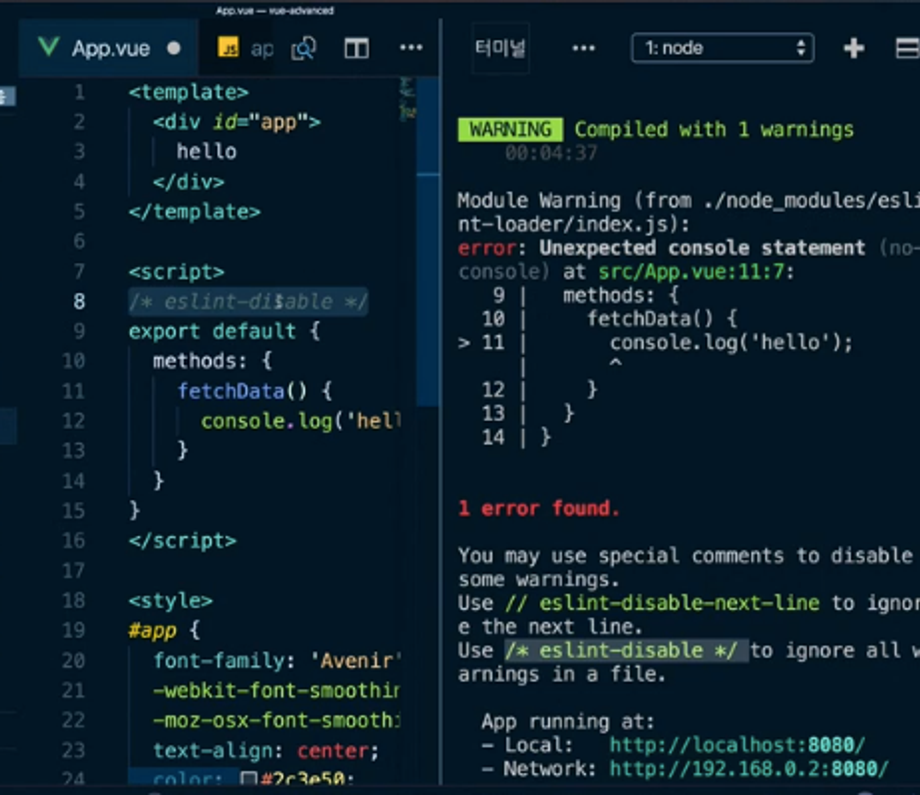 App.vue — vue-advanced
App.vue
JS ap
터미널
1: node
1 <template>
2 <div id="app">
3 hello
4 </div>
5 </template>
6
7 <script>
8 /* eslint-disable */
9 export default {
10 methods: {
11 fetchData() {
12 console.log('hell
13 }
14 }
15 }
16 </script>
17
18 <style>
19 #app {
20 font-family: 'Avenir'
21 -webkit-font-smoothin
22 -moz-osx-font-smoothi
23 text-align: center;
24 color: #2c3e50;
WARNING Compiled with 1 warnings
00:04:37
Module Warning (from ./node_modules/esli
nt-loader/index.js):
error: Unexpected console statement (no-
console) at src/App.vue:11:7:
9 | methods: {
10 | fetchData() {
> 11 | console.log('hello');
| ^
12 | }
13 | }
14 | }
1 error found.
You may use special comments to disable
some warnings.
Use // eslint-disable-next-line to ignor
e the next line.
Use /* eslint-disable */ to ignore all w
arnings in a file.
App running at:
- Local: http://localhost:8080/
- Network: http://192.168.0.2:8080/